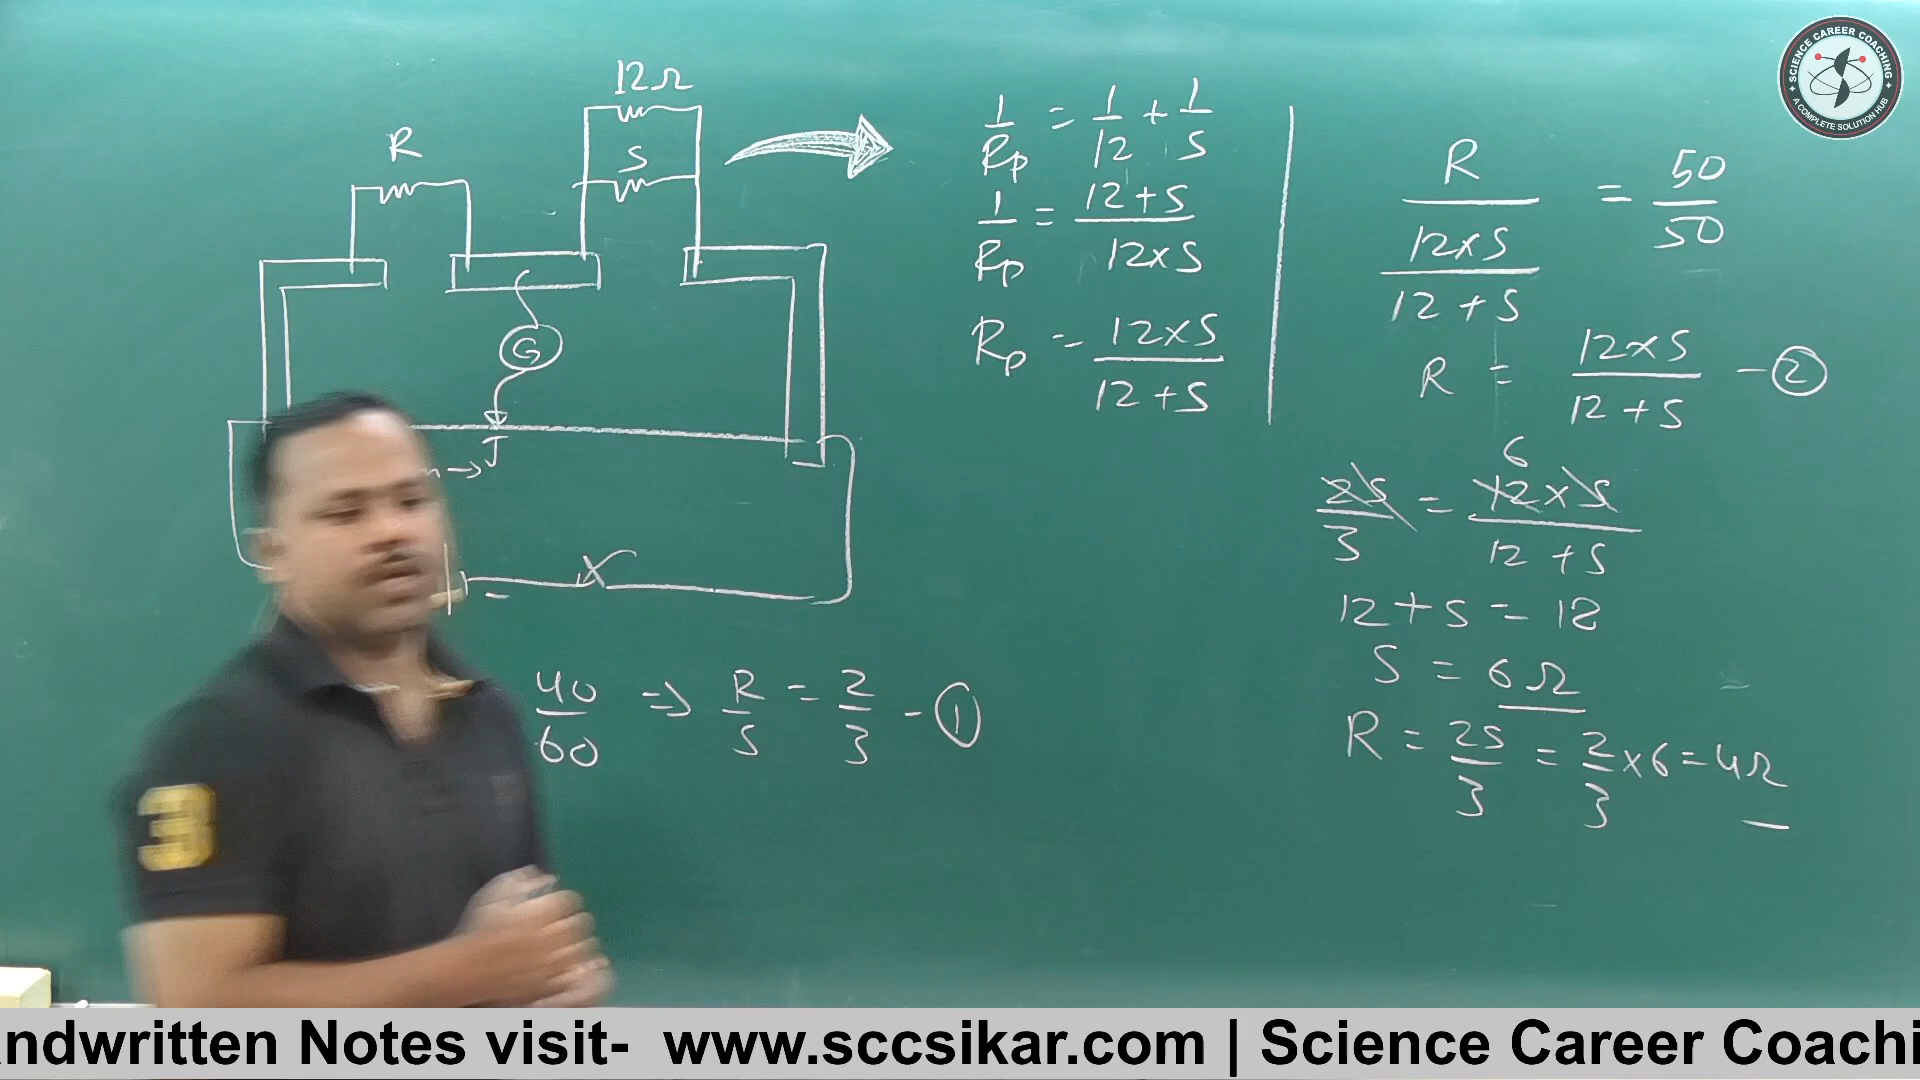 12Ω
R
S
G
J
1/Rp = 1/12 + 1/S
1/Rp = 12+S/12×S
Rp = 12×S/12+S
R/(12×S/12+S) = 50/50
R = 12×S/12+S - ②
6
2S/3 = 12×S/12+S
12+S = 18
S = 6Ω
R = 2S/3 = 2/3×6 = 4Ω
40/60 ⇒ R/S = 2/3 - ①
SCIENCE CAREER COACHING
A COMPLETE SOLUTION HUB
3
ndwritten Notes visit- www.sccsikar.com | Science Career Coachi